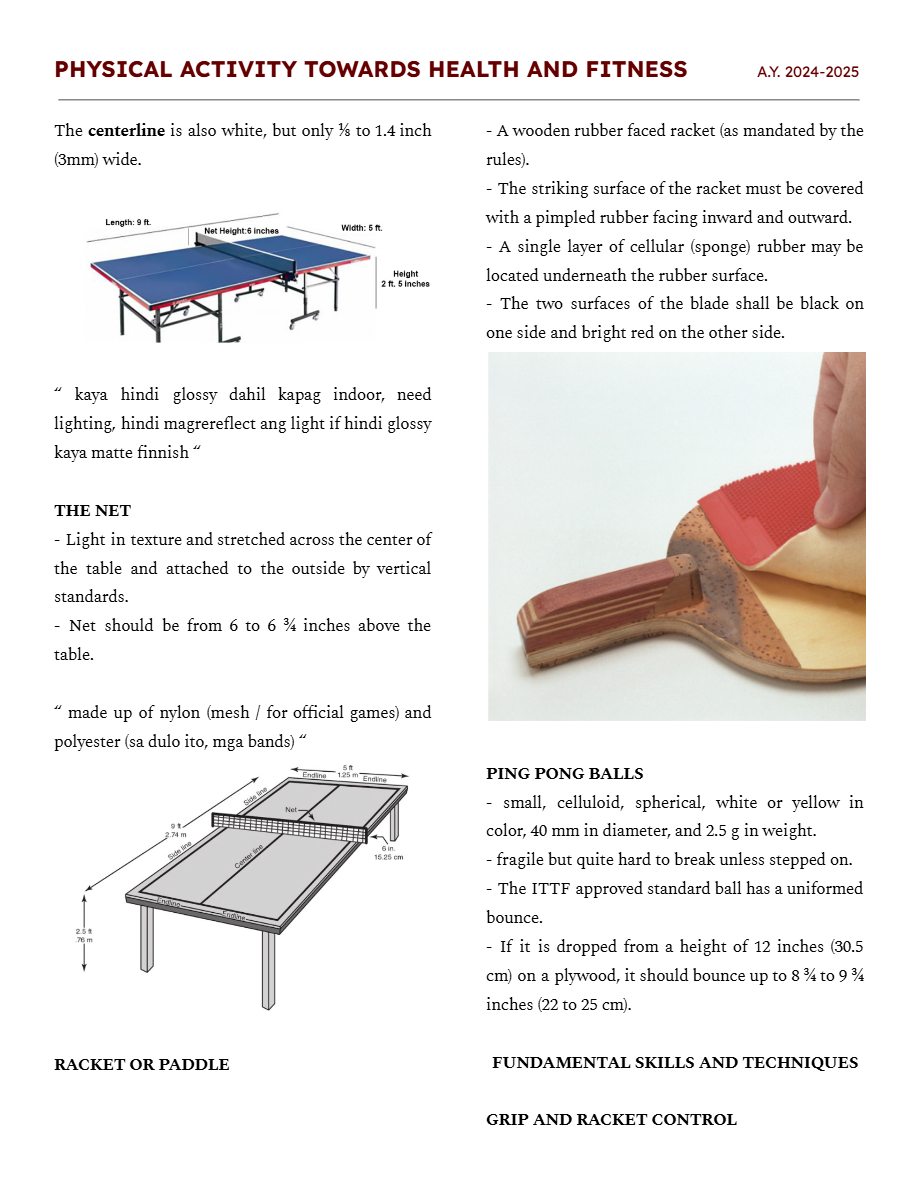 PHYSICAL ACTIVITY TOWARDS HEALTH AND FITNESS
A.Y. 2024-2025
The centerline is also white, but only ⅛ to 1.4 inch
(3mm) wide.
Length: 9 ft.
Net Height:6 inches
Width: 5 ft.
Height
2 ft. 5 inches
“ kaya hindi glossy dahil kapag indoor, need
lighting, hindi magrereflect ang light if hindi glossy
kaya matte finnish “
THE NET
- Light in texture and stretched across the center of
the table and attached to the outside by vertical
standards.
- Net should be from 6 to 6 ¾ inches above the
table.
“ made up of nylon (mesh / for official games) and
polyester (sa dulo ito, mga bands) “
5 ft
1.25 m
Endline
Endline
Side line
Net
9 ft
2.74 m
Side line
Center line
6 in.
15.25 cm
Endline
Endline
2.5 ft
.76 m
RACKET OR PADDLE
- A wooden rubber faced racket (as mandated by the
rules).
- The striking surface of the racket must be covered
with a pimpled rubber facing inward and outward.
- A single layer of cellular (sponge) rubber may be
located underneath the rubber surface.
- The two surfaces of the blade shall be black on
one side and bright red on the other side.
PING PONG BALLS
- small, celluloid, spherical, white or yellow in
color, 40 mm in diameter, and 2.5 g in weight.
- fragile but quite hard to break unless stepped on.
- The ITTF approved standard ball has a uniformed
bounce.
- If it is dropped from a height of 12 inches (30.5
cm) on a plywood, it should bounce up to 8 ¾ to 9 ¾
inches (22 to 25 cm).
FUNDAMENTAL SKILLS AND TECHNIQUES
GRIP AND RACKET CONTROL